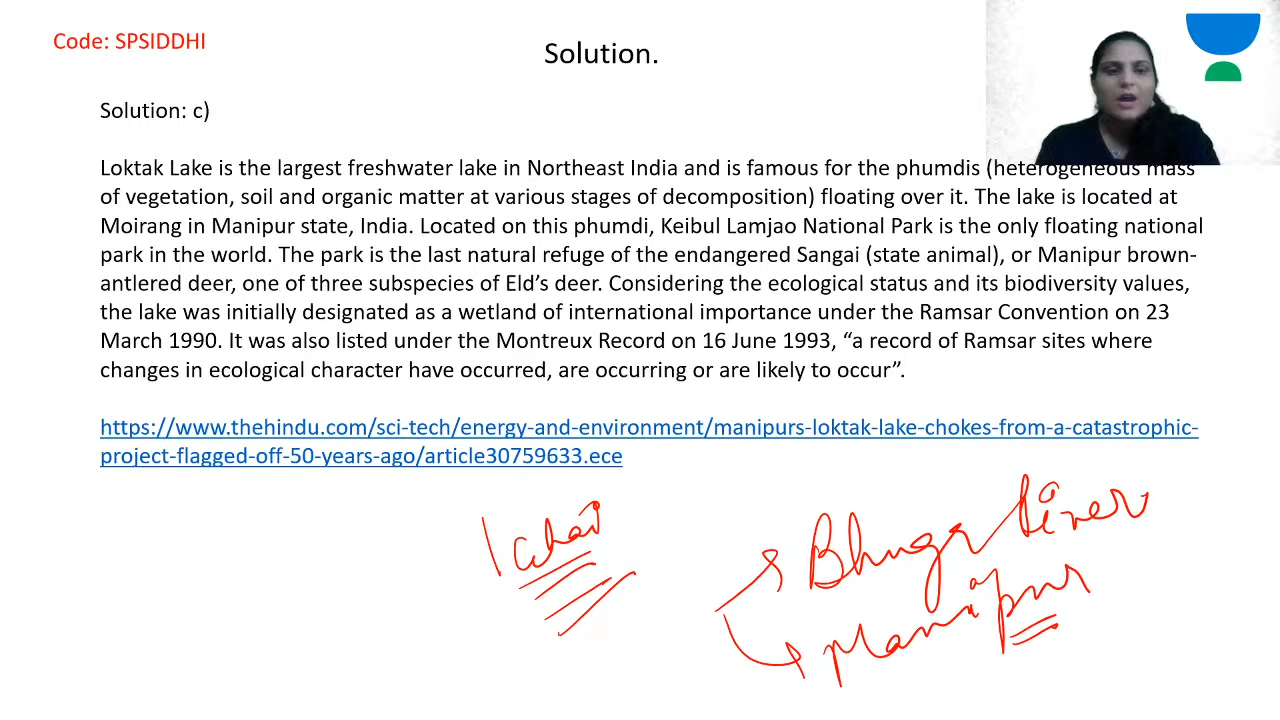 Code: SPSIDDHI
Solution.
Solution: c)
Loktak Lake is the largest freshwater lake in Northeast India and is famous for the phumdis (heterogeneous mass
of vegetation, soil and organic matter at various stages of decomposition) floating over it. The lake is located at
Moirang in Manipur state, India. Located on this phumdi, Keibul Lamjao National Park is the only floating national
park in the world. The park is the last natural refuge of the endangered Sangai (state animal), or Manipur brown-
antlered deer, one of three subspecies of Eld’s deer. Considering the ecological status and its biodiversity values,
the lake was initially designated as a wetland of international importance under the Ramsar Convention on 23
March 1990. It was also listed under the Montreux Record on 16 June 1993, “a record of Ramsar sites where
changes in ecological character have occurred, are occurring or are likely to occur”.
https://www.thehindu.com/sci-tech/energy-and-environment/manipurs-loktak-lake-chokes-from-a-catastrophic-
project-flagged-off-50-years-ago/article30759633.ece
River
Manipur